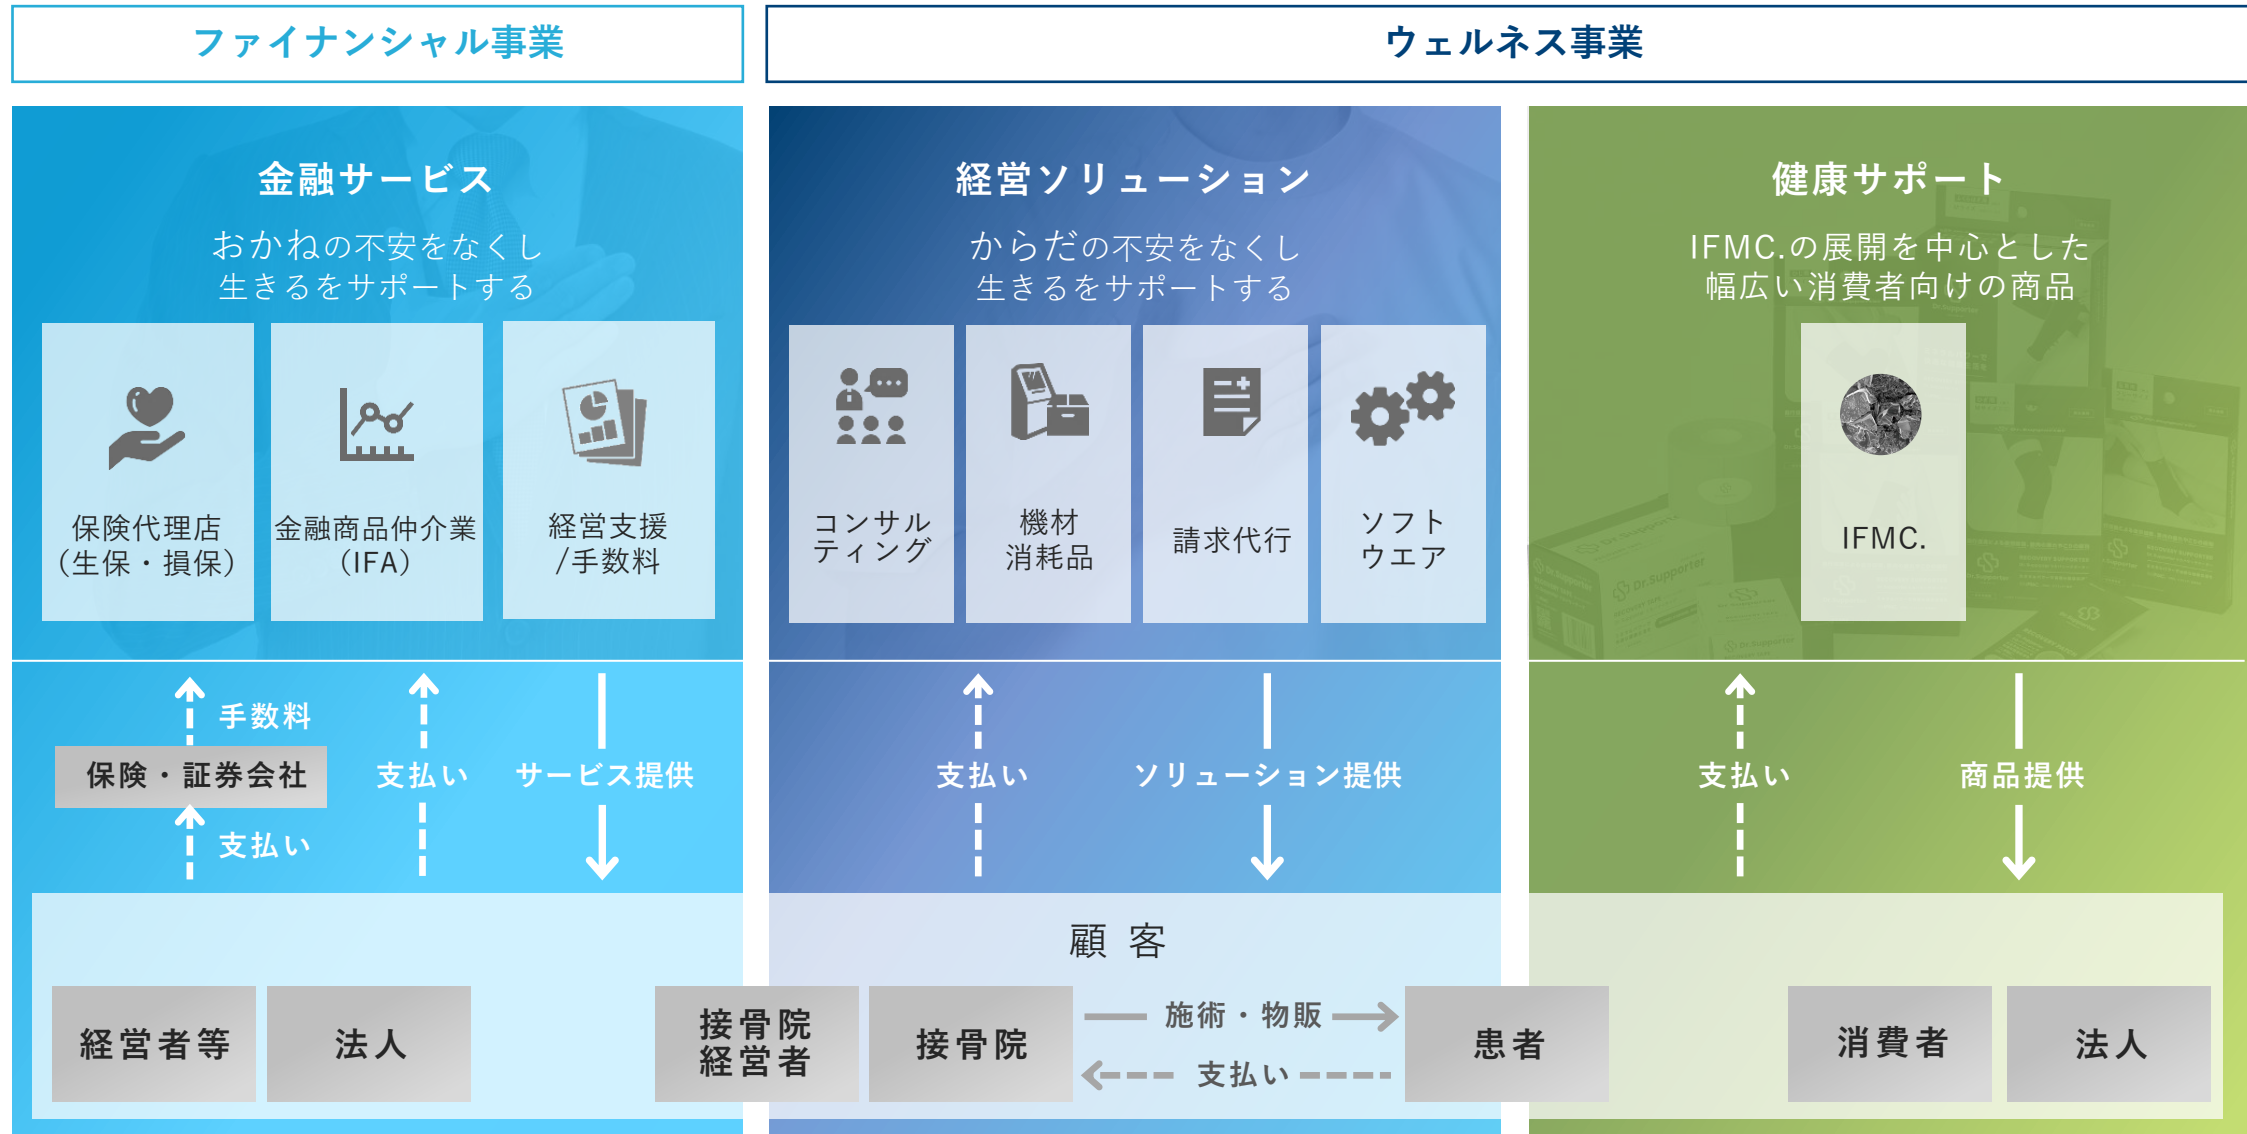 ファイナンシャル事業
ウェルネス事業
金融サービス
おかねの不安をなくし
生きるをサポートする
保険代理店
（生保・損保）
金融商品仲介業
（IFA）
経営支援
/手数料
経営ソリューション
からだの不安をなくし
生きるをサポートする
コンサル
ティング
機材
消耗品
請求代行
ソフト
ウエア
健康サポート
IFMC.の展開を中心とした
幅広い消費者向けの商品
IFMC.
Dr.Supporter
手数料
保険・証券会社
支払い
支払い
サービス提供
支払い
ソリューション提供
支払い
商品提供
顧客
経営者等
法人
接骨院
経営者
接骨院
施術・物販
支払い
患者
消費者
法人